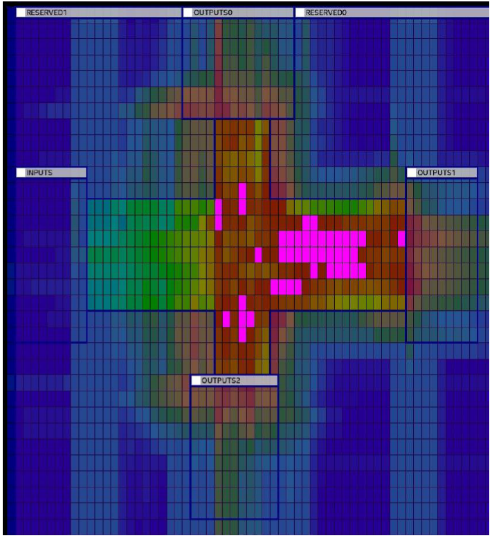 RESERVED1
OUTPUTS0
RESERVED0
INPUTS
OUTPUTS1
OUTPUTS2